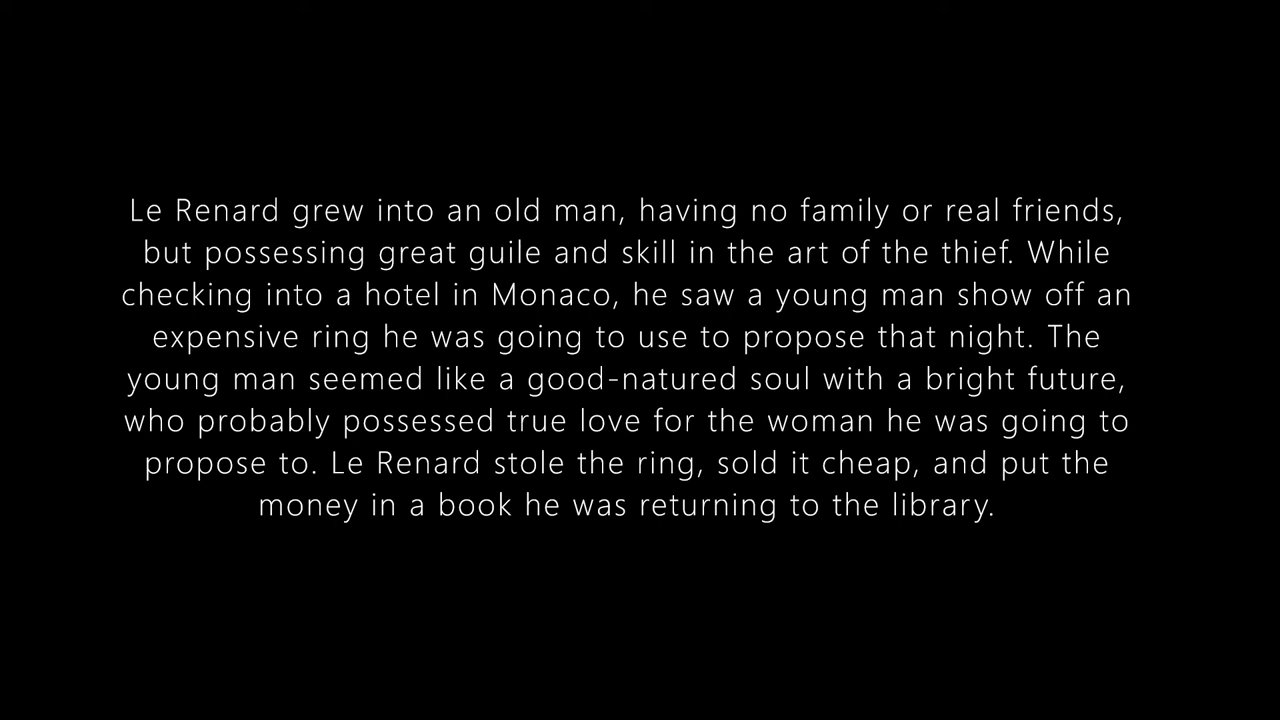 Le Renard grew into an old man, having no family or real friends,
but possessing great guile and skill in the art of the thief. While
checking into a hotel in Monaco, he saw a young man show off an
expensive ring he was going to use to propose that night. The
young man seemed like a good-natured soul with a bright future,
who probably possessed true love for the woman he was going to
propose to. Le Renard stole the ring, sold it cheap, and put the
money in a book he was returning to the library.